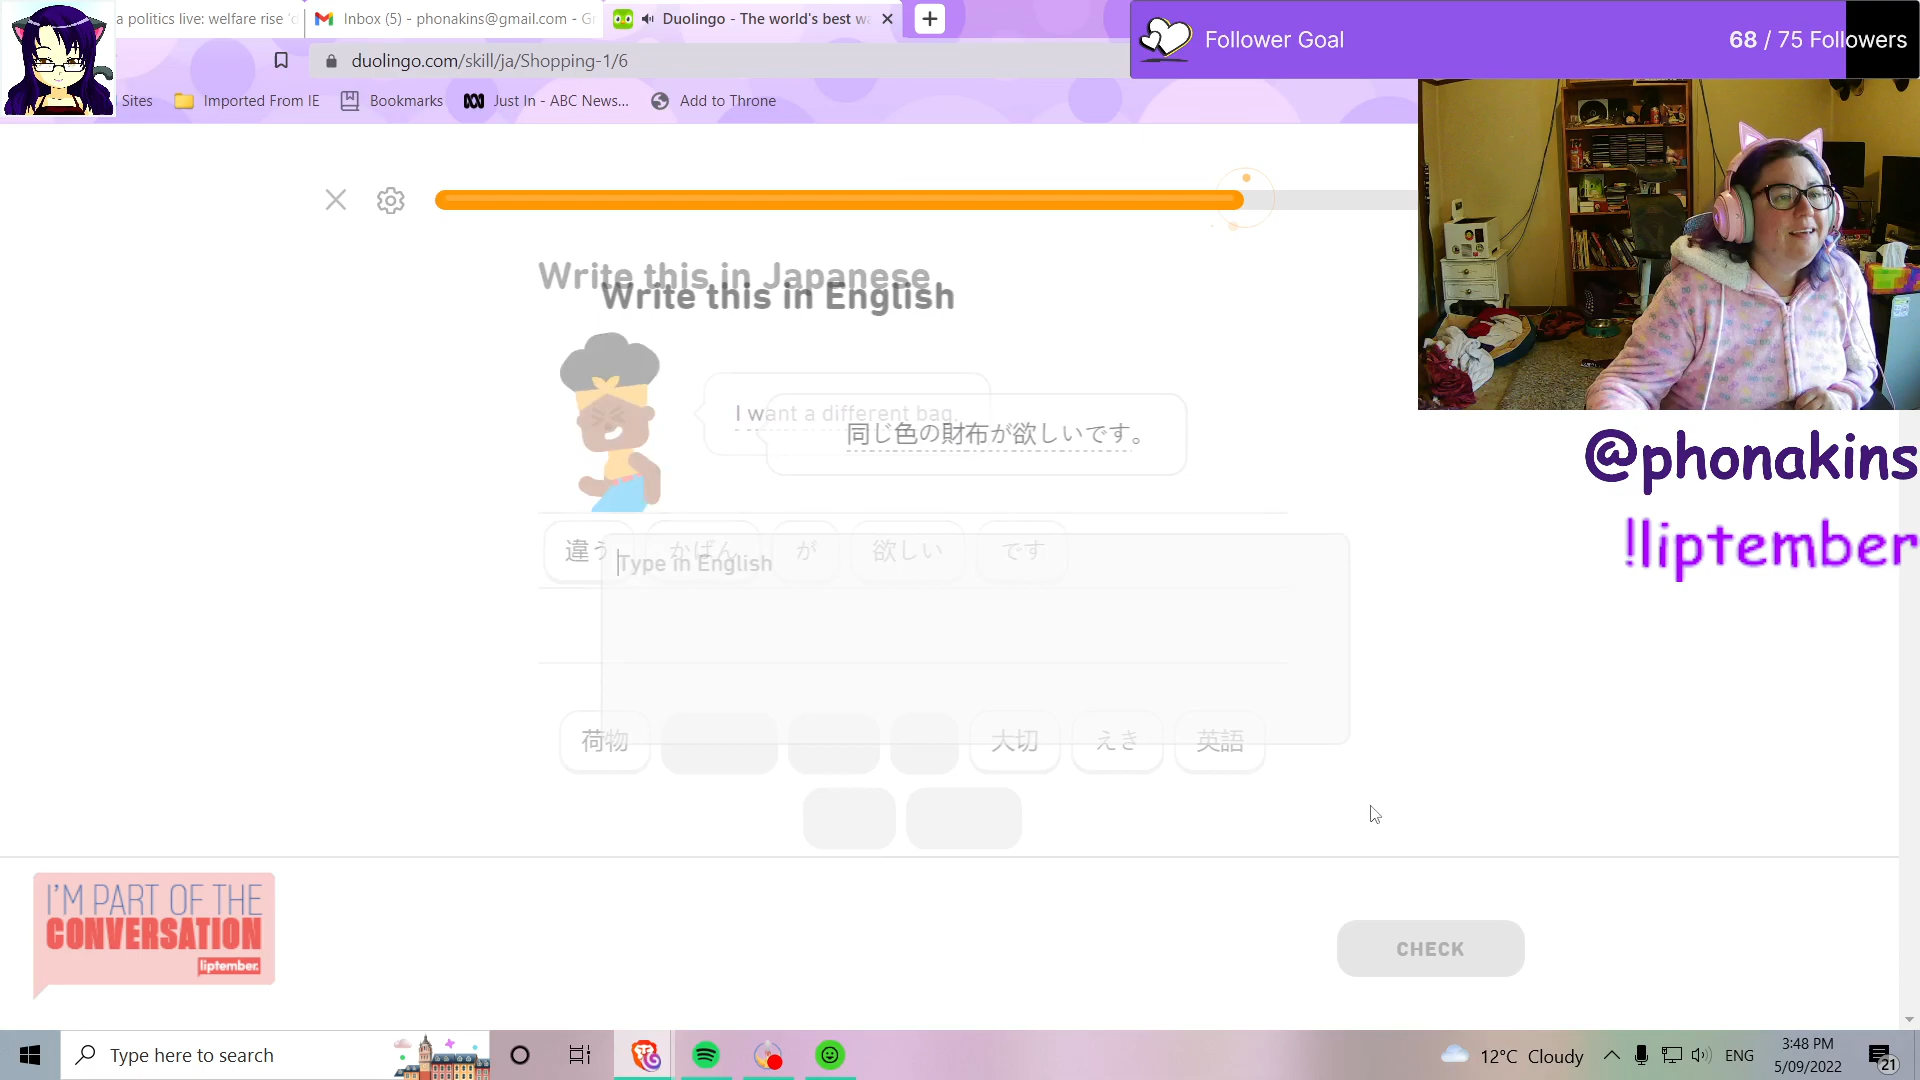 a politics live: welfare rise 'd
Inbox (5) - phonakins@gmail.com - Gr
Duolingo - The world's best wa
Follower Goal
68 / 75 Followers
duolingo.com/skill/ja/Shopping-1/6
Sites
Imported From IE
Bookmarks
Just In - ABC News...
Add to Throne
Write this in Japanese
Write this in English
I want a different bag.
同じ色の財布が欲しいです。
違う
かばん
が
欲しい
です
Type in English
荷物
大切
えき
英語
@phonakins
!liptember
I'M PART OF THE
CONVERSATION
liptember.
CHECK
Type here to search
12°C Cloudy
ENG
3:48 PM
5/09/2022
21